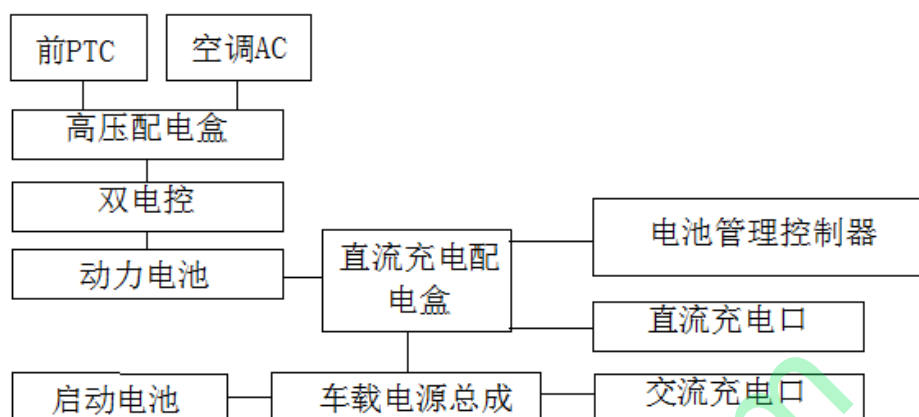 前PTC
空调AC
高压配电盒
双电控
动力电池
直流充电配
电盒
电池管理控制器
直流充电口
启动电池
车载电源总成
交流充电口